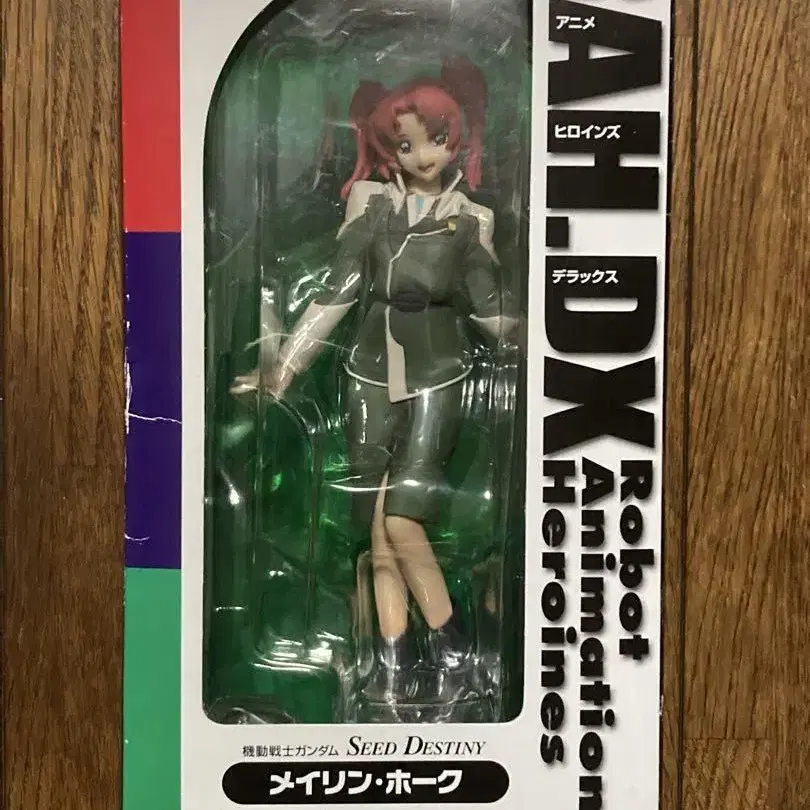 アニメ
ヒロインズ
デラックス
RAH.DX
Robot
Animation
Heroines
機動戦士ガンダム SEED DESTINY
メイリン・ホーク